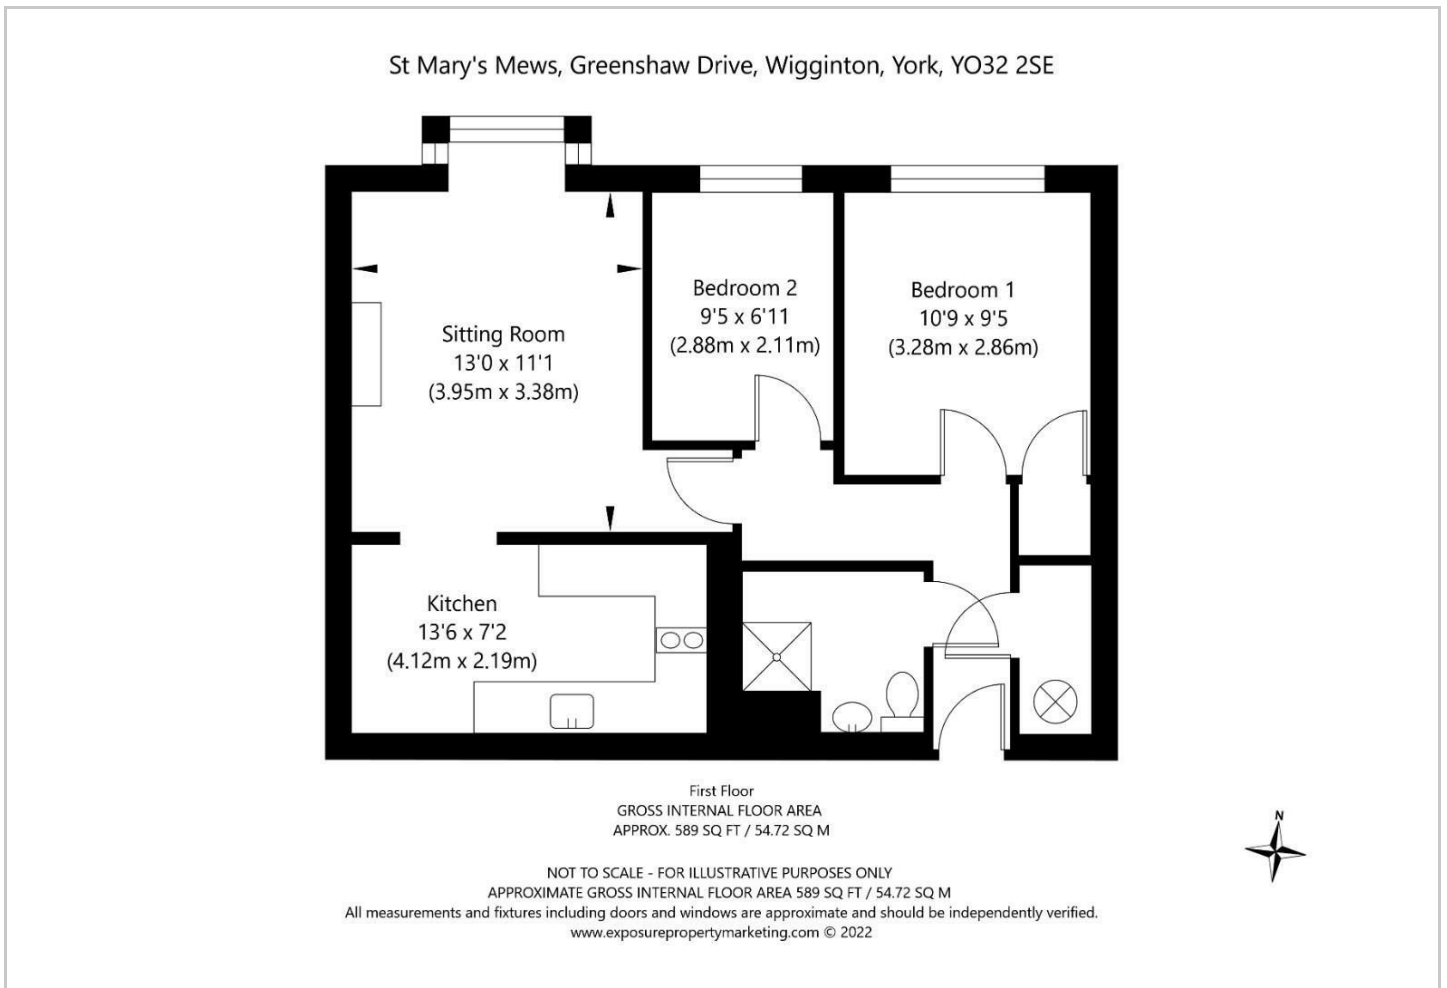 St Mary's Mews, Greenshaw Drive, Wigginton, York, YO32 2SE
Bedroom 2
9'5 x 6'11
(2.88m x 2.11m)
Bedroom 1
10'9 x 9'5
(3.28m x 2.86m)
Sitting Room
13'0 x 11'1
(3.95m x 3.38m)
Kitchen
13'6 x 7'2
(4.12m x 2.19m)
First Floor
GROSS INTERNAL FLOOR AREA
APPROX. 589 SQ FT / 54.72 SQ M
N
NOT TO SCALE - FOR ILLUSTRATIVE PURPOSES ONLY
APPROXIMATE GROSS INTERNAL FLOOR AREA 589 SQ FT / 54.72 SQ M
All measurements and fixtures including doors and windows are approximate and should be independently verified.
www.exposurepropertymarketing.com © 2022